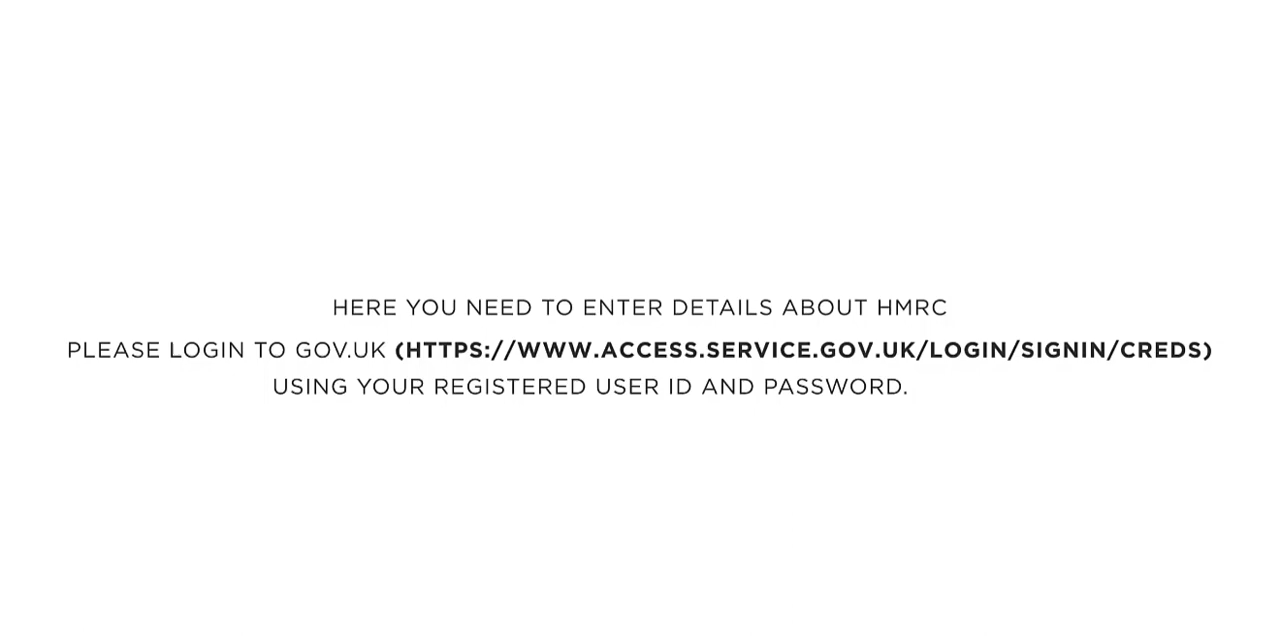 HERE YOU NEED TO ENTER DETAILS ABOUT HMRC
PLEASE LOGIN TO GOV.UK (HTTPS://WWW.ACCESS.SERVICE.GOV.UK/LOGIN/SIGNIN/CREDS)
USING YOUR REGISTERED USER ID AND PASSWORD.